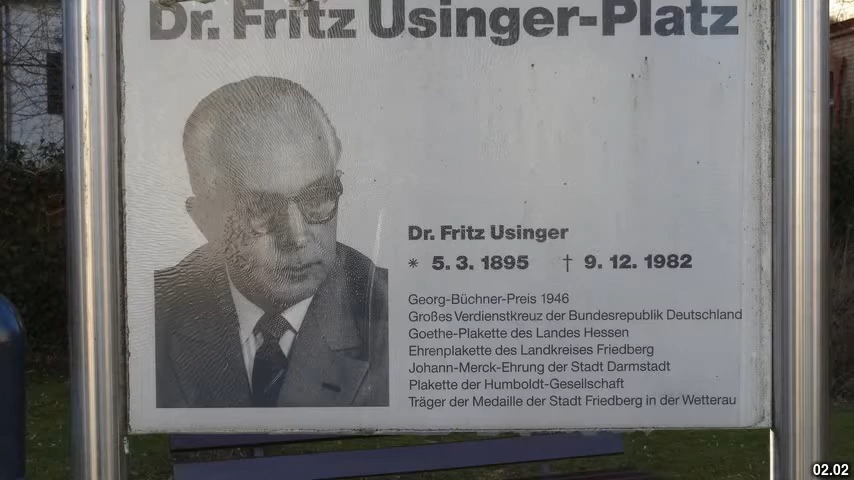 Dr. Fritz Usinger-Platz
Dr. Fritz Usinger
* 5. 3. 1895 † 9. 12. 1982
Georg-Büchner-Preis 1946
Großes Verdienstkreuz der Bundesrepublik Deutschland
Goethe-Plakette des Landes Hessen
Ehrenplakette des Landkreises Friedberg
Johann-Merck-Ehrung der Stadt Darmstadt
Plakette der Humboldt-Gesellschaft
Träger der Medaille der Stadt Friedberg in der Wetterau
02.02